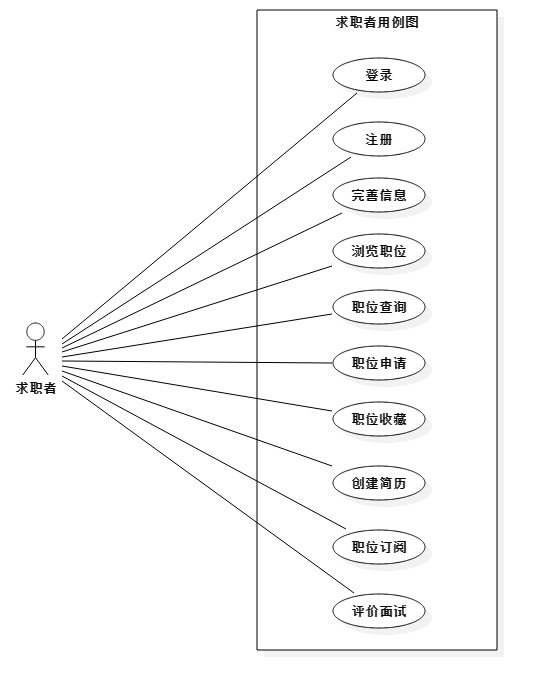 求职者用例图
登录
注册
完善信息
浏览职位
职位查询
职位申请
求职者
职位收藏
创建简历
职位订阅
评价面试